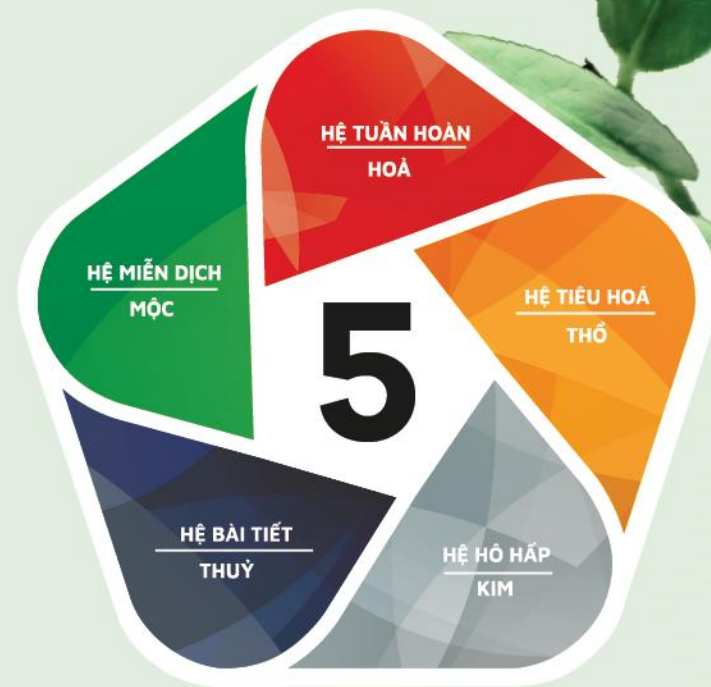 HỆ TUẦN HOÀN
HOẢ
HỆ TIÊU HOÁ
THỔ
HỆ HÔ HẤP
KIM
HỆ BÀI TIẾT
THUỶ
HỆ MIỄN DỊCH
MỘC
5